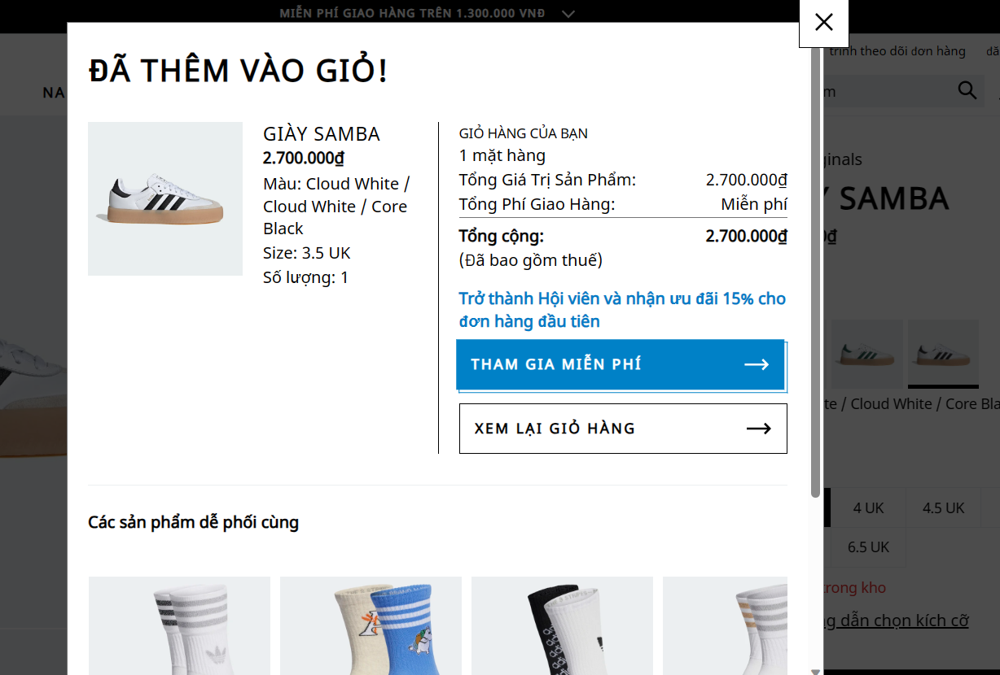 MIỄN PHÍ GIAO HÀNG TRÊN 1.300.000 VNĐ
trình theo dõi đơn hàng
NA
ĐÃ THÊM VÀO GIỎ!
GIÀY SAMBA
2.700.000₫
Màu: Cloud White /
Cloud White / Core
Black
Size: 3.5 UK
Số lượng: 1
GIỎ HÀNG CỦA BẠN
1 mặt hàng
Tổng Giá Trị Sản Phẩm: 2.700.000₫
Tổng Phí Giao Hàng: Miễn phí
Tổng cộng: 2.700.000₫
(Đã bao gồm thuế)
Trở thành Hội viên và nhận ưu đãi 15% cho
đơn hàng đầu tiên
THAM GIA MIỄN PHÍ
XEM LẠI GIỎ HÀNG
Các sản phẩm dễ phối cùng
SAMBA
/ Cloud White / Core
4 UK
4.5 UK
6.5 UK
trong kho
dẫn chọn kích cỡ